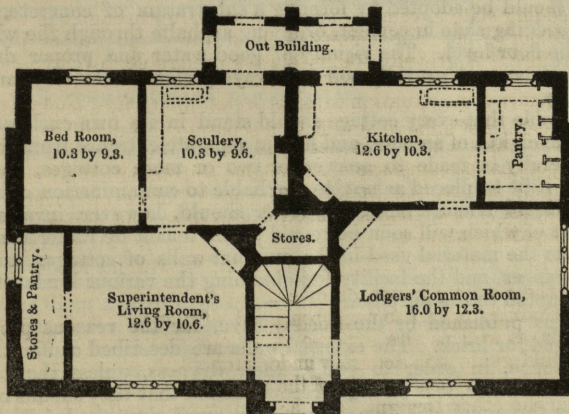 Out Building.
Bed Room,
10.3 by 9.3.
Scullery,
10.3 by 9.6.
Kitchen,
12.6 by 10.3.
Pantry.
Stores.
Stores & Pantry.
Superintendent's
Living Room,
12.6 by 10.6.
Lodgers' Common Room,
16.0 by 12.3.